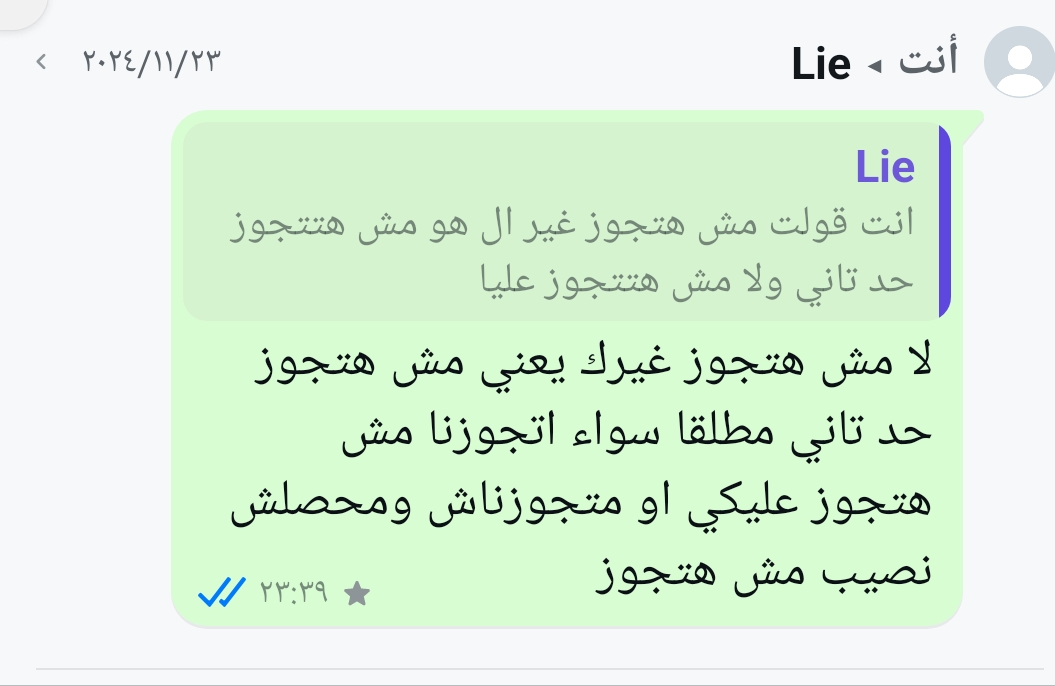 أنت ◂ Lie ٢٠٢٤/١١/٢٣
Lie
انت قولت مش هتجوز غير ال هو مش هتتجوز
حد تاني ولا مش هتتجوز عليا
لا مش هتجوز غيرك يعني مش هتجوز
حد تاني مطلقا سواء اتجوزنا مش
هتجوز عليكي او متجوزناش ومحصلش
نصيب مش هتجوز
٢٣:٣٩